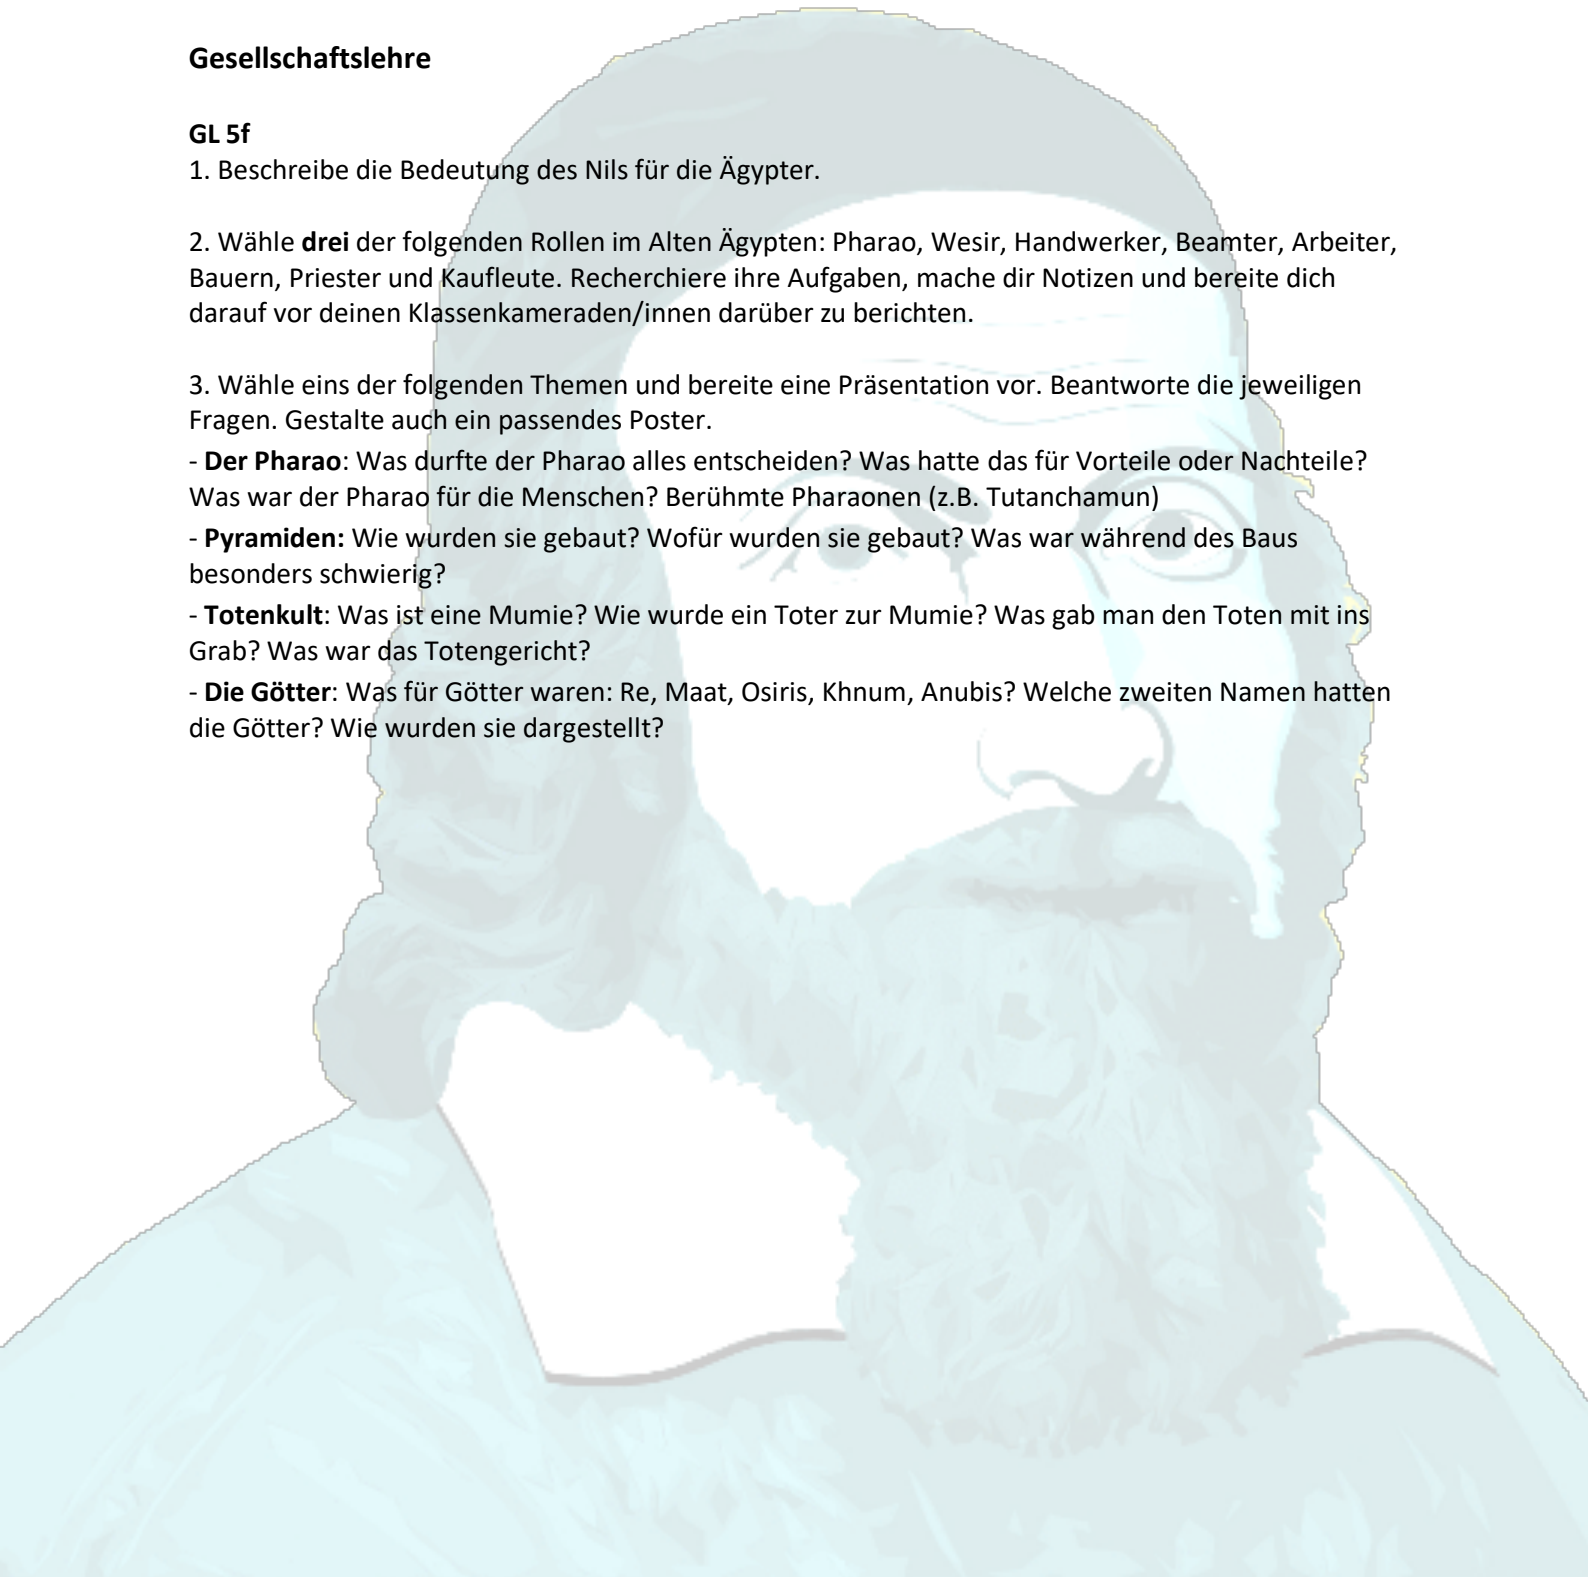 Gesellschaftslehre
GL 5f
1. Beschreibe die Bedeutung des Nils für die Ägypter.
2. Wähle drei der folgenden Rollen im Alten Ägypten: Pharao, Wesir, Handwerker, Beamter, Arbeiter,
Bauern, Priester und Kaufleute. Recherchiere ihre Aufgaben, mache dir Notizen und bereite dich
darauf vor deinen Klassenkameraden/innen darüber zu berichten.
3. Wähle eins der folgenden Themen und bereite eine Präsentation vor. Beantworte die jeweiligen
Fragen. Gestalte auch ein passendes Poster.
- Der Pharao: Was durfte der Pharao alles entscheiden? Was hatte das für Vorteile oder Nachteile?
Was war der Pharao für die Menschen? Berühmte Pharaonen (z.B. Tutanchamun)
- Pyramiden: Wie wurden sie gebaut? Wofür wurden sie gebaut? Was war während des Baus
besonders schwierig?
- Totenkult: Was ist eine Mumie? Wie wurde ein Toter zur Mumie? Was gab man den Toten mit ins
Grab? Was war das Totengericht?
- Die Götter: Was für Götter waren: Re, Maat, Osiris, Khnum, Anubis? Welche zweiten Namen hatten
die Götter? Wie wurden sie dargestellt?